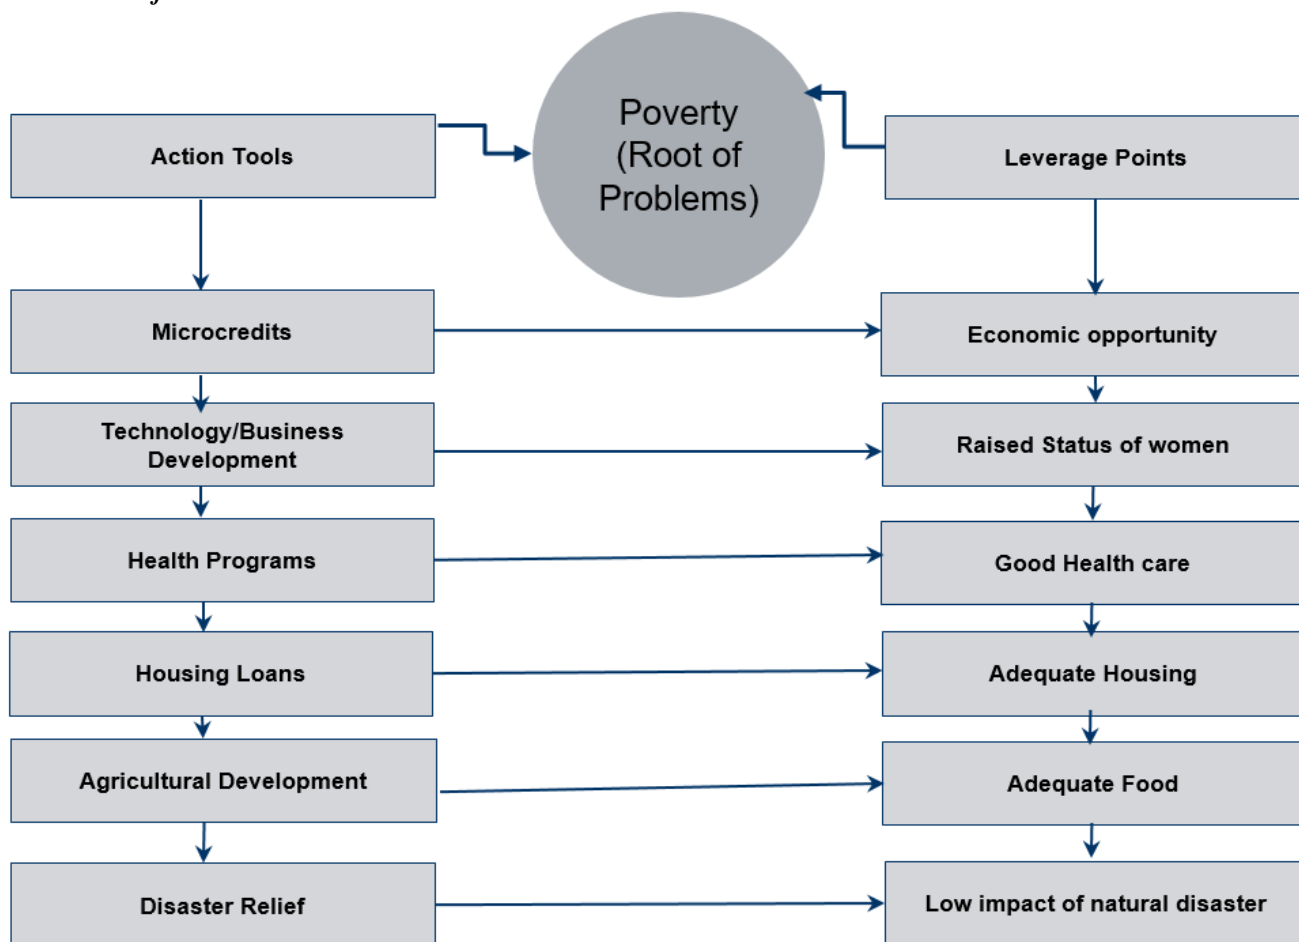 Poverty
(Root of
Problems)
Action Tools
Leverage Points
Microcredits
Economic opportunity
Technology/Business
Development
Raised Status of women
Health Programs
Good Health care
Housing Loans
Adequate Housing
Agricultural Development
Adequate Food
Disaster Relief
Low impact of natural disaster